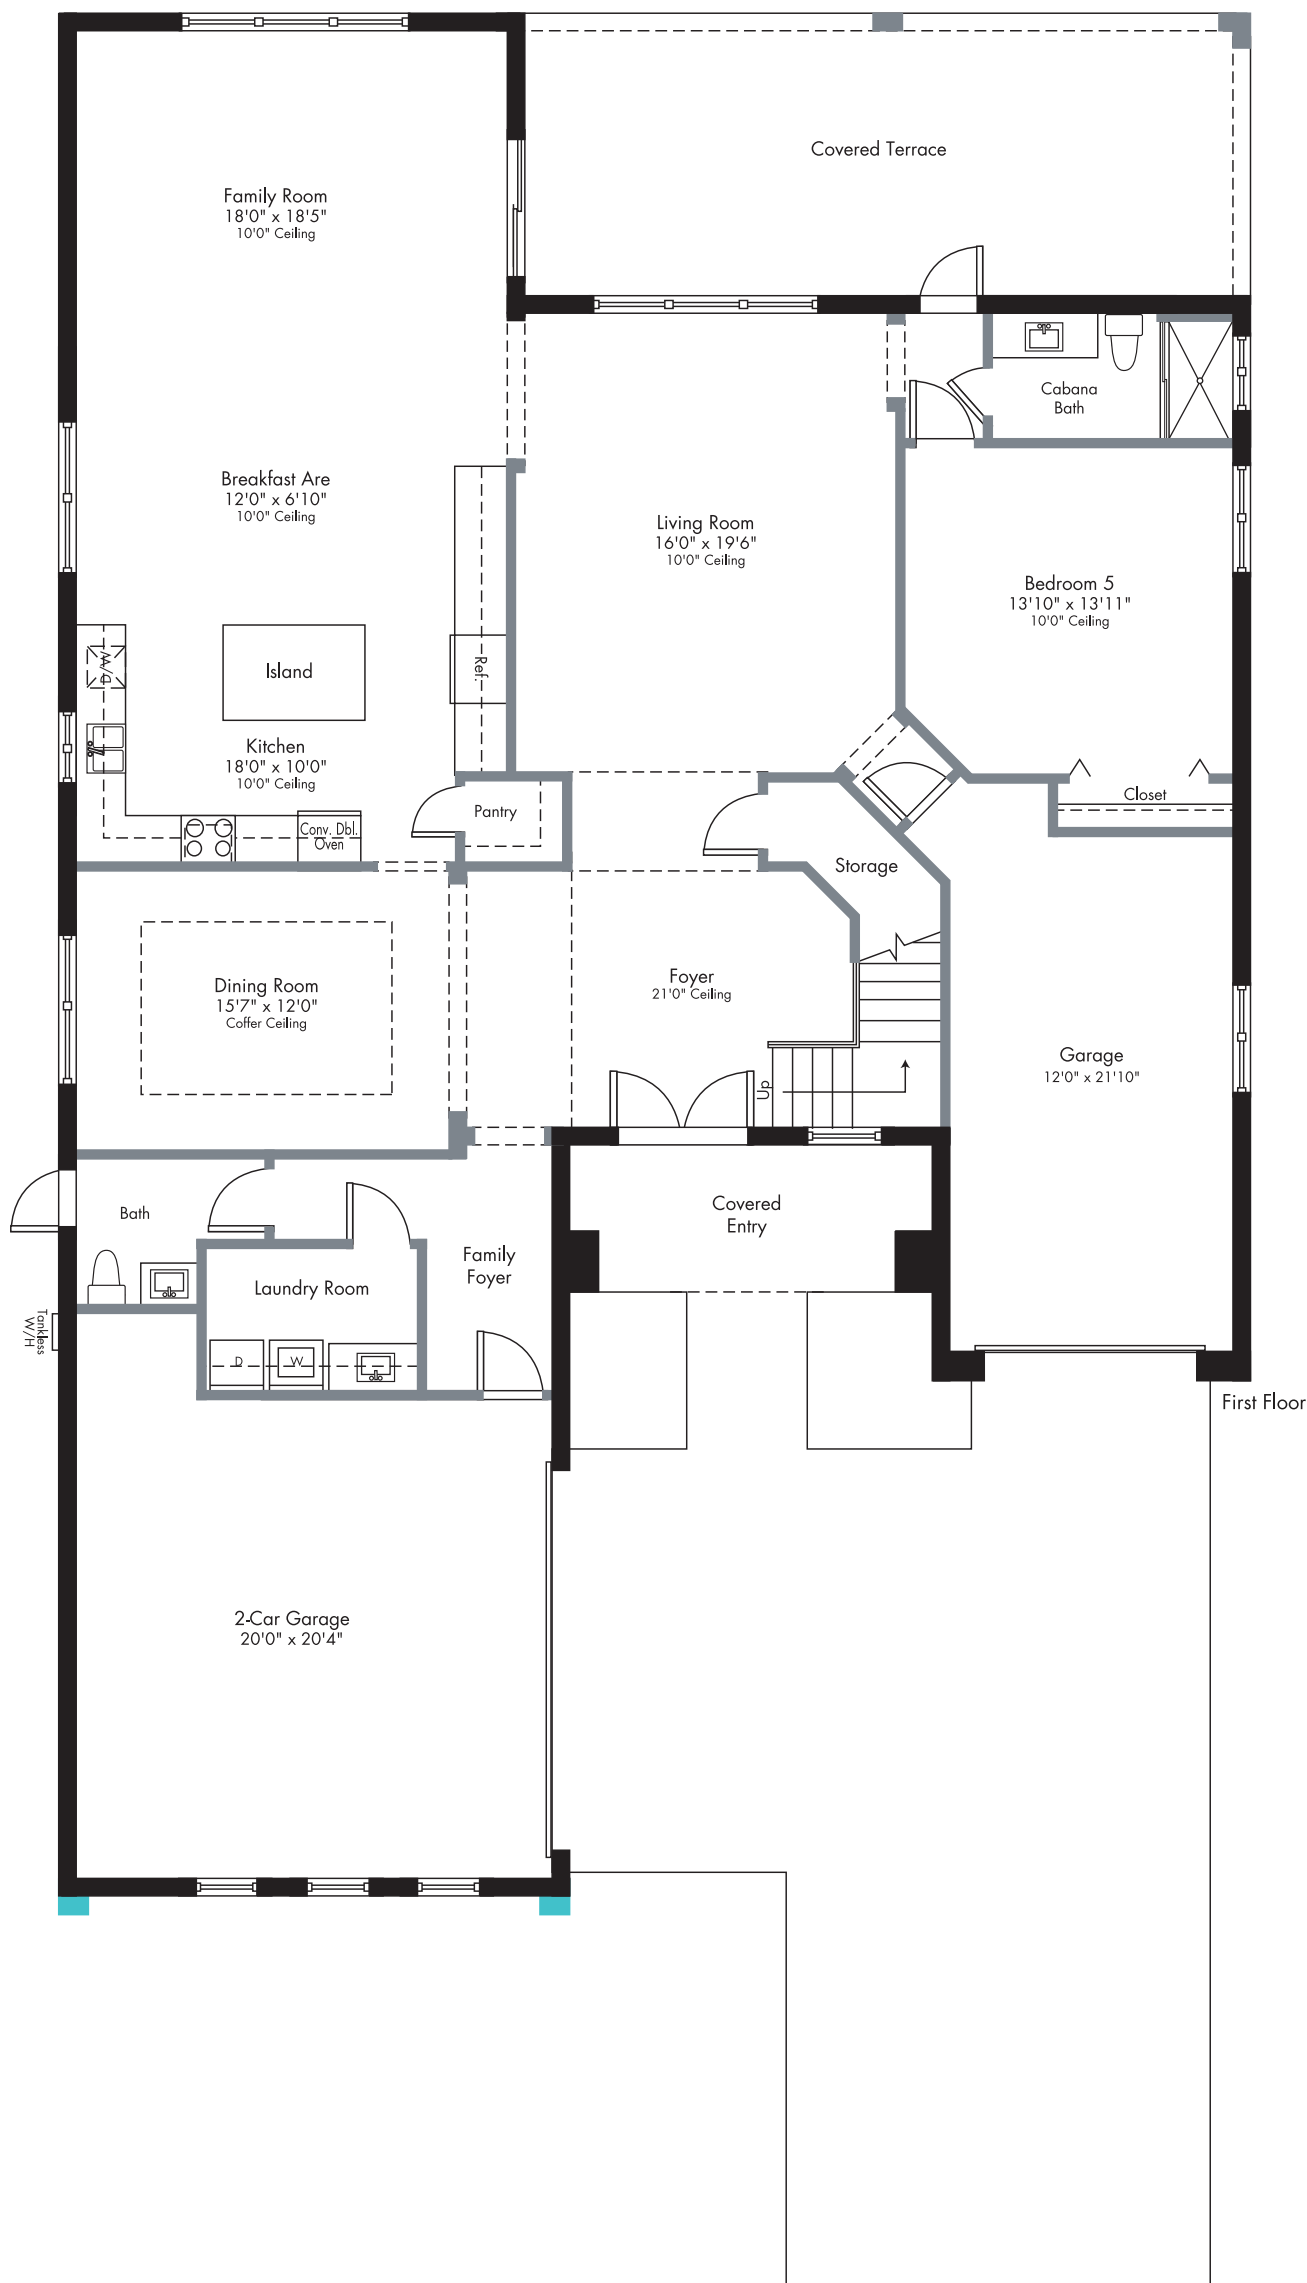 Covered Terrace
Family Room
18'0" x 18'5"
10'0" Ceiling
Cabana
Bath
Breakfast Are
12'0" x 6'10"
10'0" Ceiling
Living Room
16'0" x 19'6"
10'0" Ceiling
Bedroom 5
13'10" x 13'11"
10'0" Ceiling
D/W
Island
Ref.
Kitchen
18'0" x 10'0"
10'0" Ceiling
Closet
Pantry
Conv. Dbl.
Oven
Storage
Foyer
21'0" Ceiling
Dining Room
15'7" x 12'0"
Coffer Ceiling
Garage
12'0" x 21'10"
Up
Bath
Covered
Entry
Family
Foyer
Laundry Room
Tankless
W/H
D
W
First Floor
2-Car Garage
20'0" x 20'4"